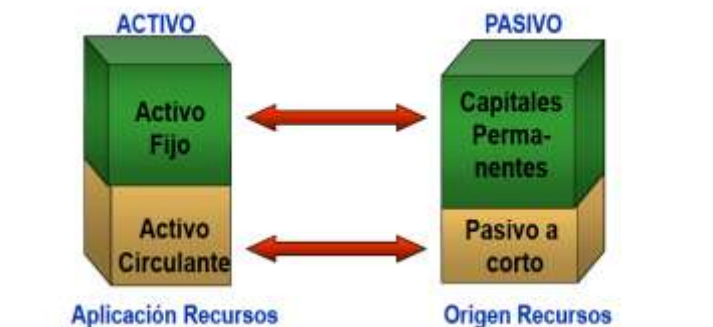 ACTIVO
PASIVO
Activo
Fijo
Capitales
Perma-
nentes
Activo
Circulante
Pasivo a
corto
Aplicación Recursos
Origen Recursos